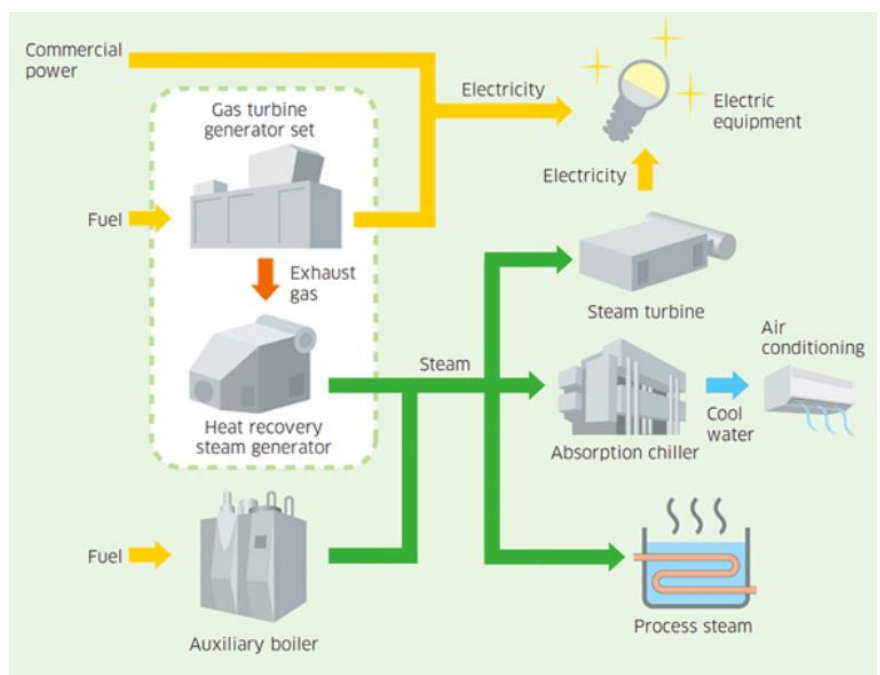 Commercial
power
Gas turbine
generator set
Electricity
Electric
equipment
Electricity
Fuel
Exhaust
gas
Steam turbine
Air
conditioning
Steam
Heat recovery
steam generator
Cool
water
Absorption chiller
Fuel
Auxiliary boiler
Process steam